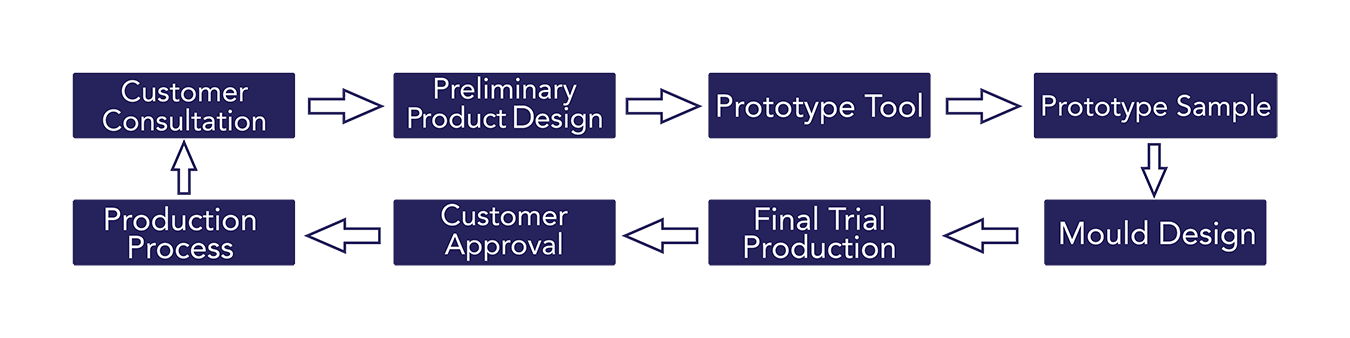 Customer
Consultation
Preliminary
Product Design
Prototype Tool
Prototype Sample
Production
Process
Customer
Approval
Final Trial
Production
Mould Design